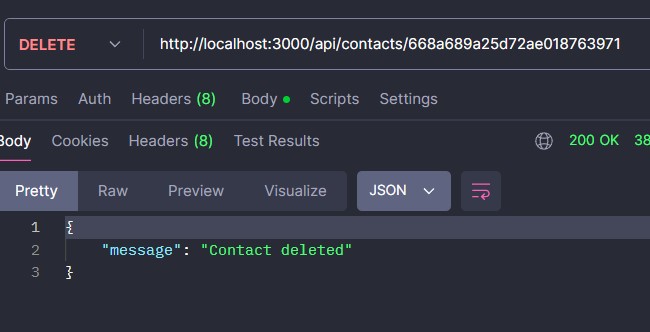 DELETE http://localhost:3000/api/contacts/668a689a25d72ae018763971
Params Auth Headers (8) Body Scripts Settings
Body Cookies Headers (8) Test Results 200 OK 38
Pretty Raw Preview Visualize JSON
1 {
2 "message": "Contact deleted"
3 }